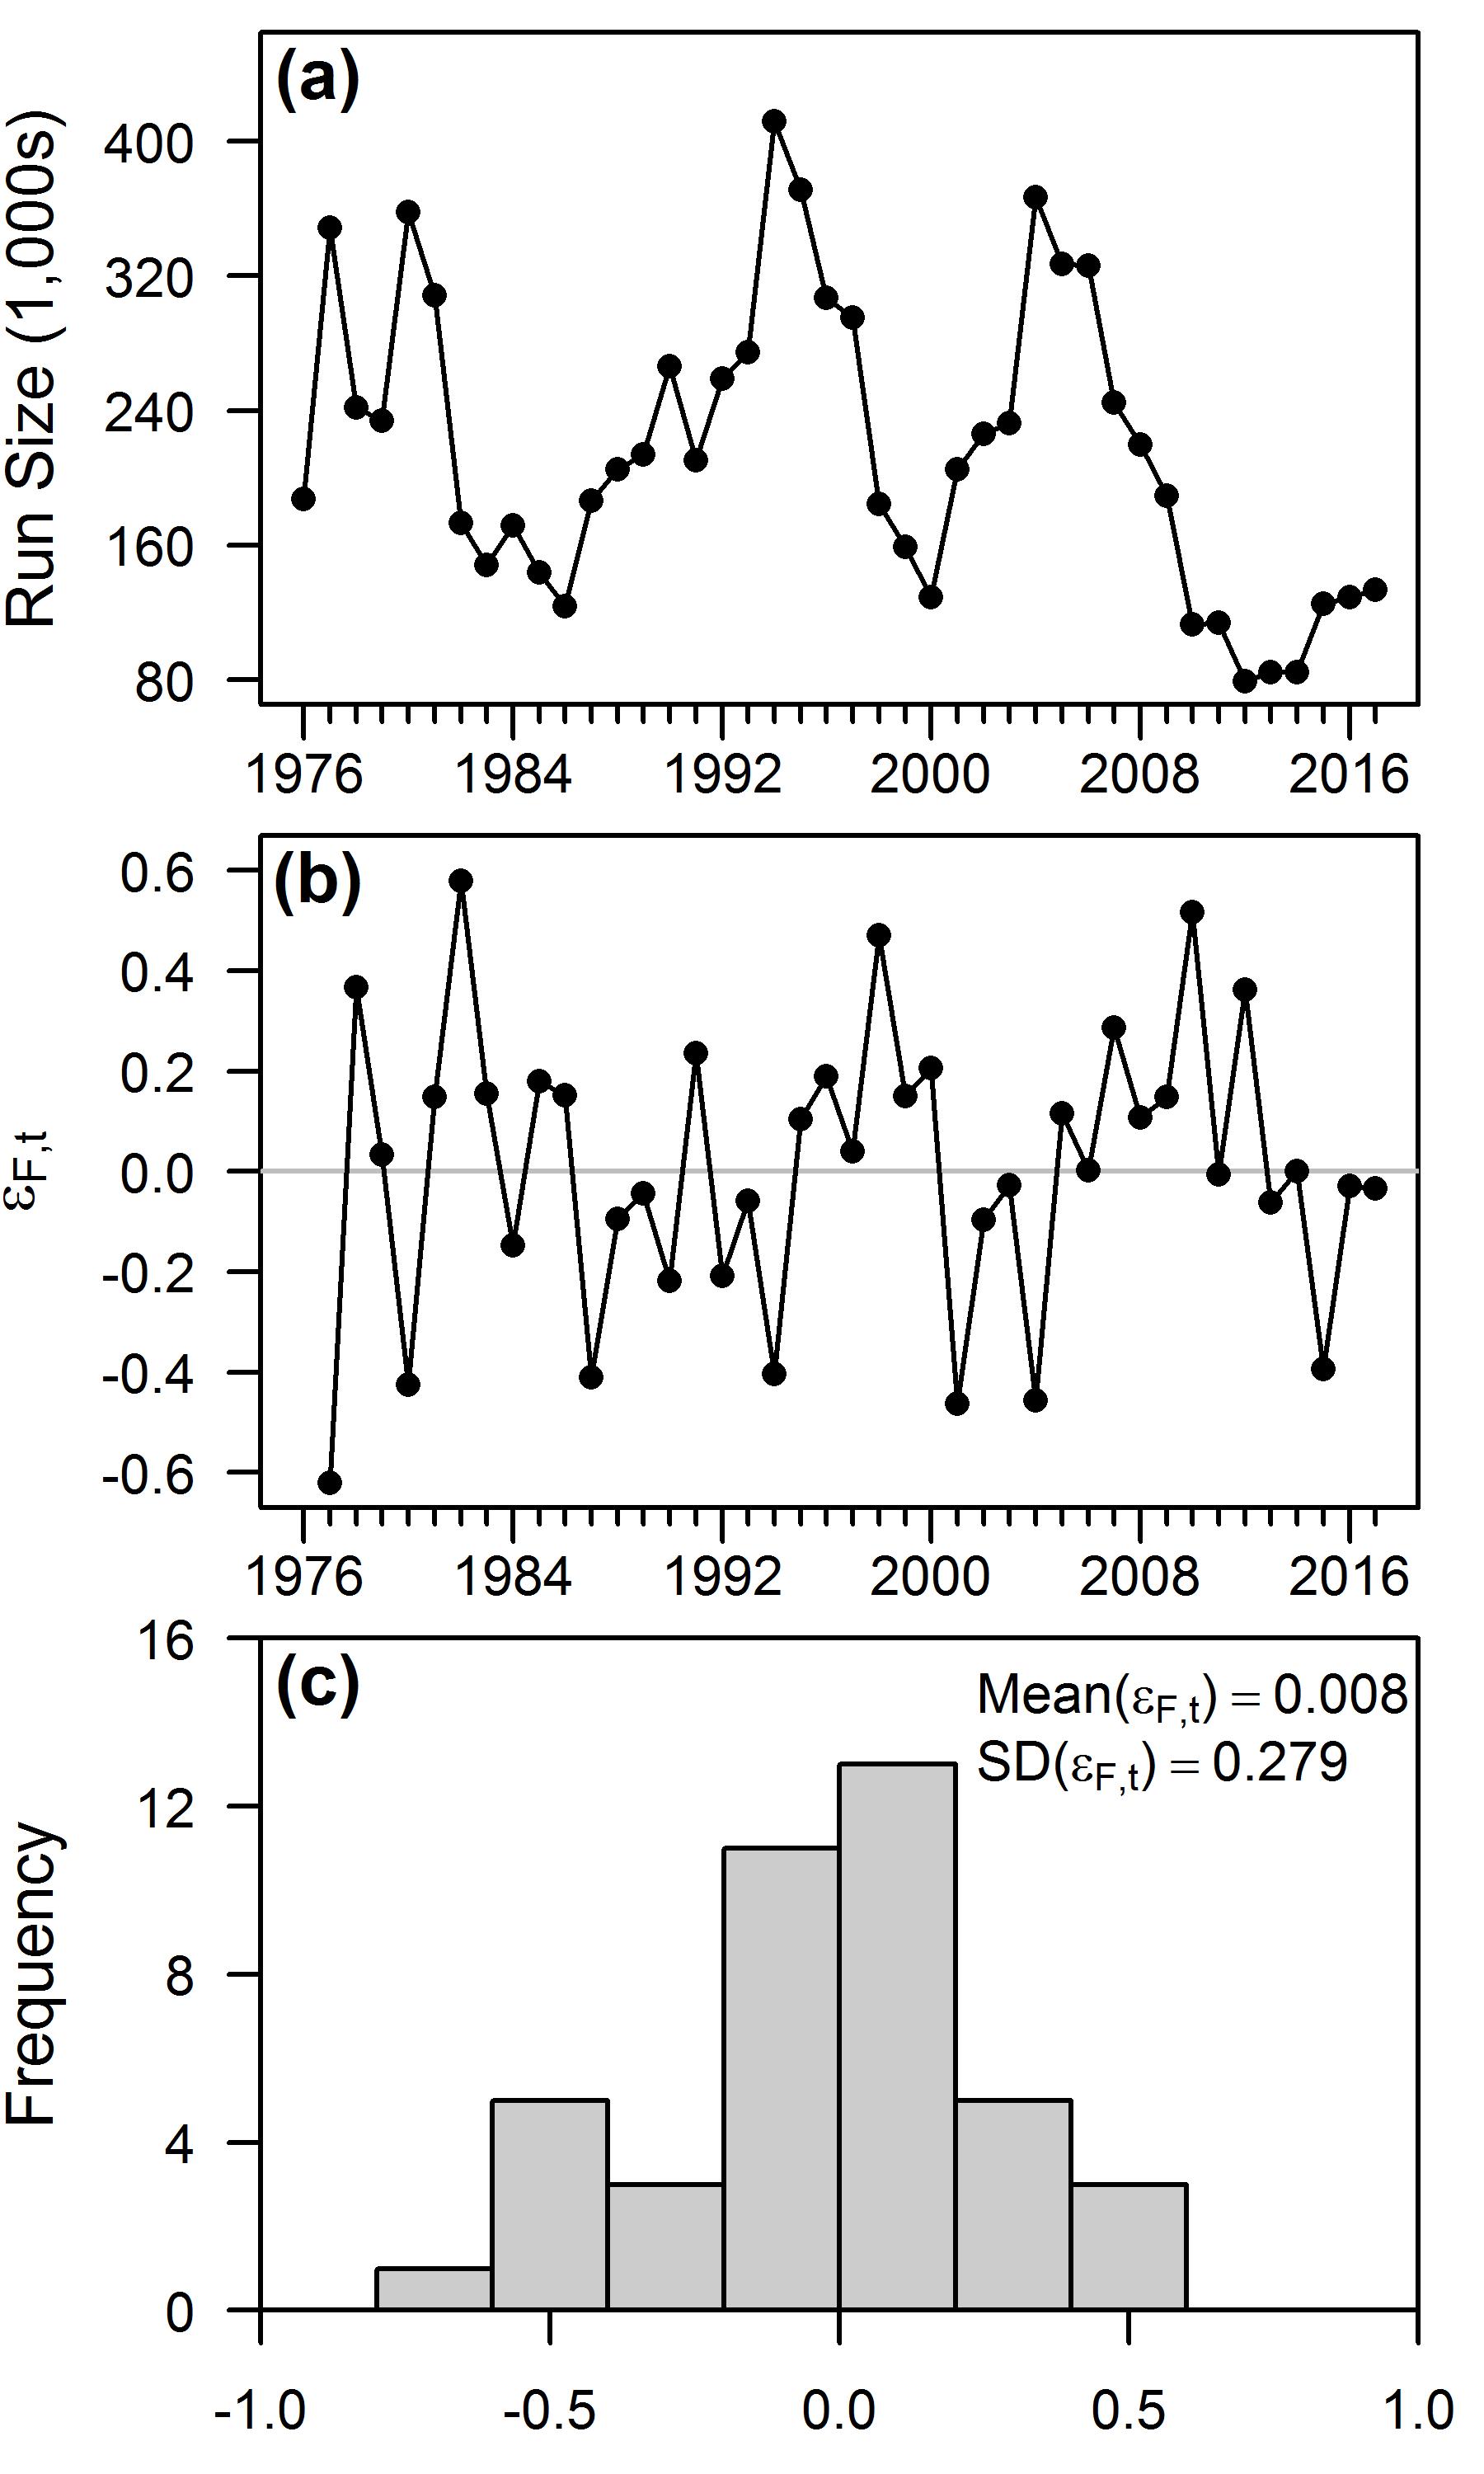 (a)
Run Size (1,000s)
400
320
240
160
80
1976 1984 1992 2000 2008 2016
(b)
εF,t
0.6
0.4
0.2
0.0
-0.2
-0.4
-0.6
1976 1984 1992 2000 2008 2016
(c)
Mean(εF,t) = 0.008
SD(εF,t) = 0.279
Frequency
16
12
8
4
0
-1.0 -0.5 0.0 0.5 1.0